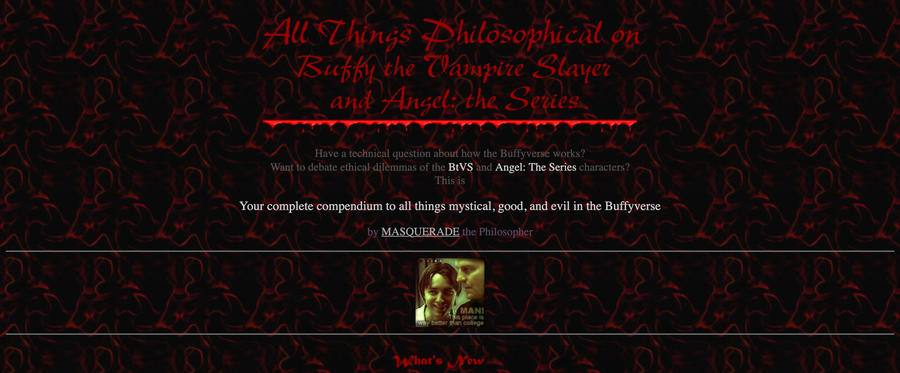 All Things Philosophical on
Buffy the Vampire Slayer
and Angel: the Series
Have a technical question about how the Buffyverse works?
Want to debate ethical dilemmas of the BtVS and Angel: The Series characters?
This is
Your complete compendium to all things mystical, good, and evil in the Buffyverse
by MASQUERADE the Philosopher
MAN!
This place is
way better than college
What's New